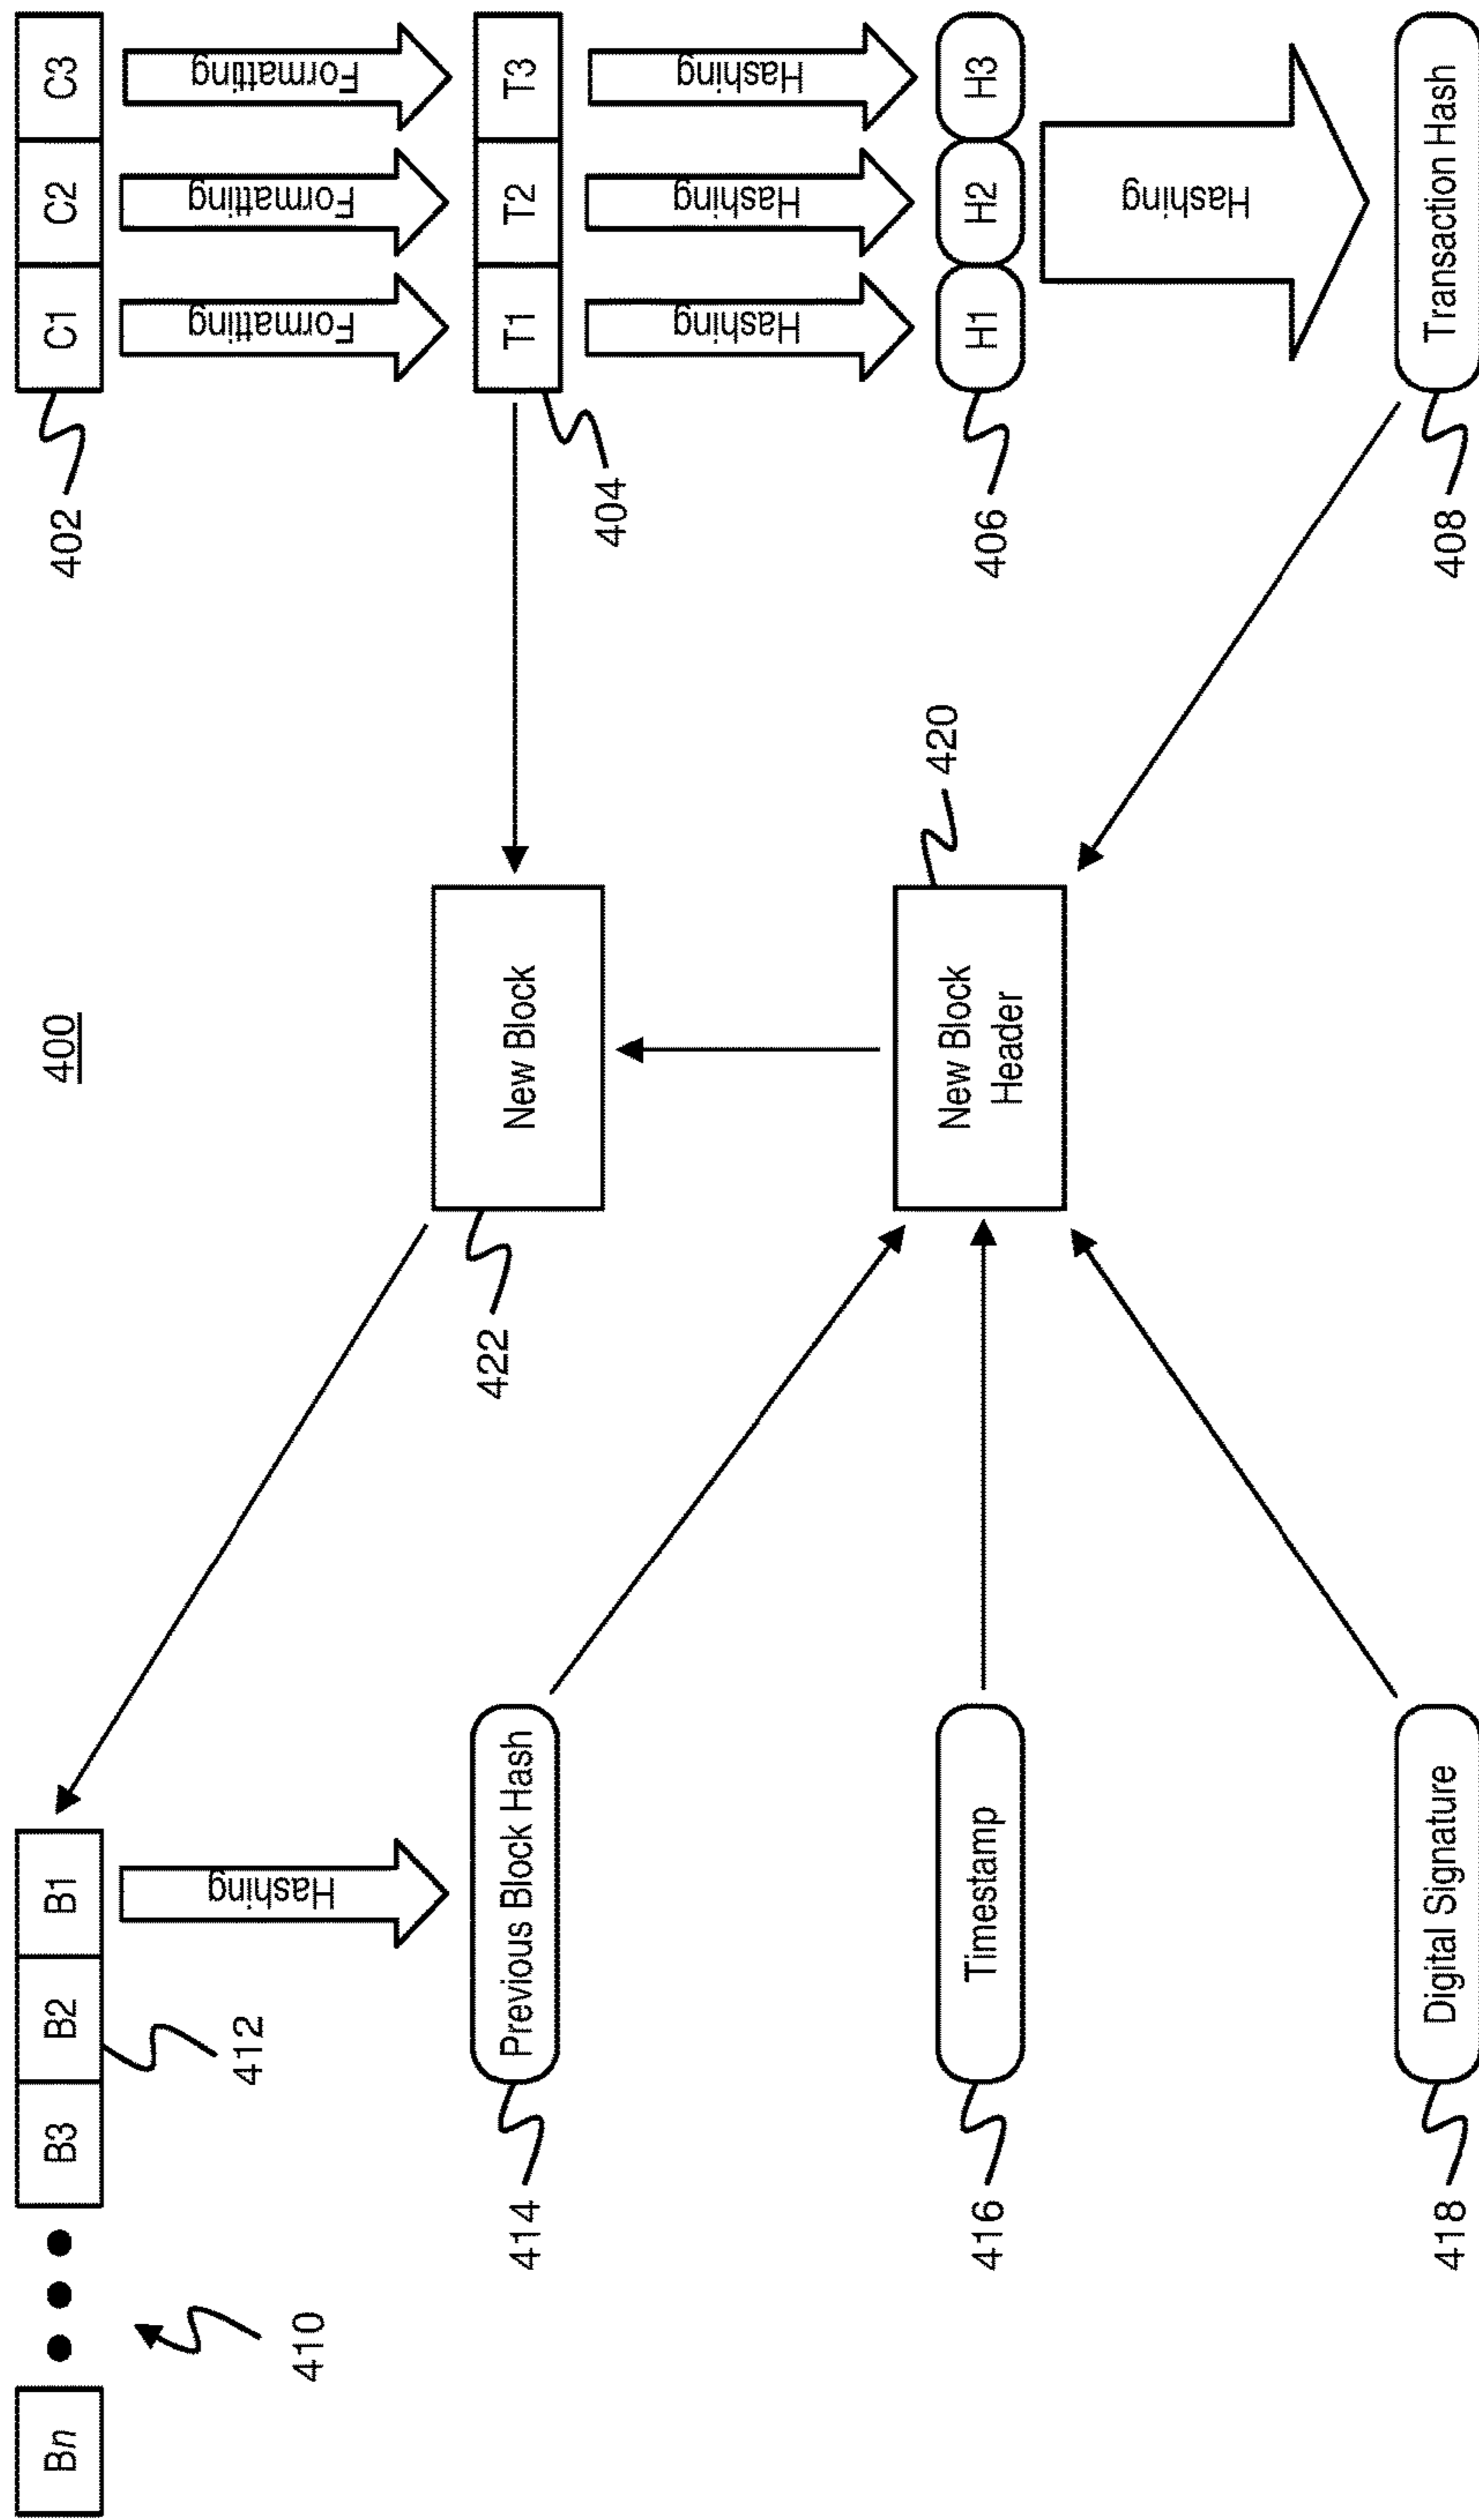 Bn
B3
B2
B1
400
C1
C2
C3
402
412
410
Hashing
Formatting
Formatting
Formatting
414
Previous Block Hash
422
New Block
404
T1
T2
T3
Hashing
Hashing
Hashing
416
Timestamp
New Block
Header
420
406
H1
H2
H3
Hashing
418
Digital Signature
408
Transaction Hash